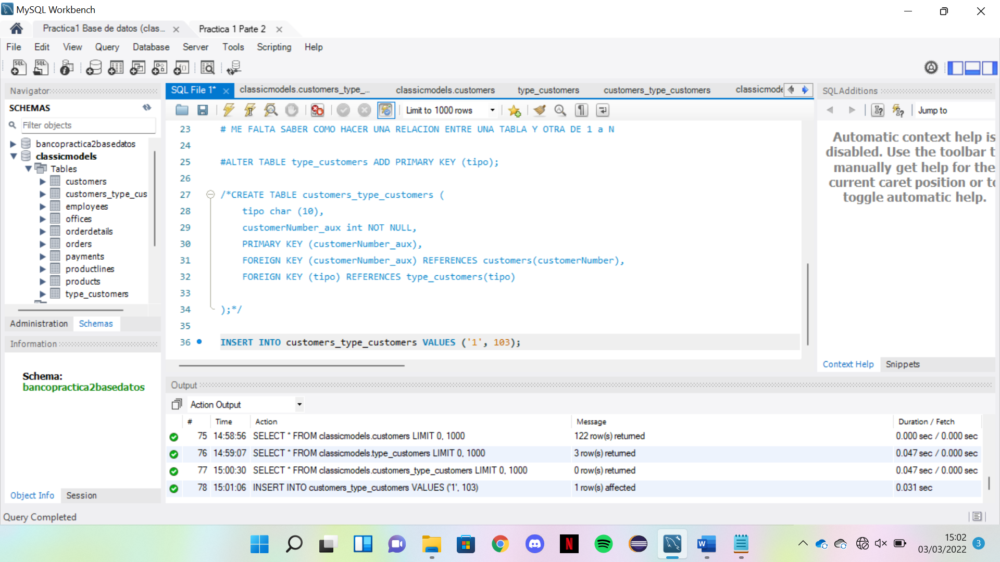 MySQL Workbench
Practica1 Base de datos (clas...
Practica 1 Parte 2
File Edit View Query Database Server Tools Scripting Help
Navigator
SCHEMAS
Filter objects
bancopractica2basedatos
classicmodels
Tables
customers
customers_type_cus
employees
offices
orderdetails
orders
payments
productlines
products
type_customers
Administration Schemas
Information
Schema:
bancopractica2basedatos
Object Info Session
SQL File 1* classicmodels.customers_type_... classicmodels.customers type_customers customers_type_customers classicmode
Limit to 1000 rows
23 # ME FALTA SABER COMO HACER UNA RELACION ENTRE UNA TABLA Y OTRA DE 1 a N
24
25 #ALTER TABLE type_customers ADD PRIMARY KEY (tipo);
26
27 /*CREATE TABLE customers_type_customers (
28 tipo char (10),
29 customerNumber_aux int NOT NULL,
30 PRIMARY KEY (customerNumber_aux),
31 FOREIGN KEY (customerNumber_aux) REFERENCES customers(customerNumber),
32 FOREIGN KEY (tipo) REFERENCES type_customers(tipo)
33
34 );*/
35
36 INSERT INTO customers_type_customers VALUES ('1', 103);
SQLAdditions
Jump to
Automatic context help is
disabled. Use the toolbar t
manually get help for the
current caret position or to
toggle automatic help.
Context Help Snippets
Output
Action Output
# Time Action Message Duration / Fetch
75 14:58:56 SELECT * FROM classicmodels.customers LIMIT 0, 1000 122 row(s) returned 0.000 sec / 0.000 sec
76 14:59:07 SELECT * FROM classicmodels.type_customers LIMIT 0, 1000 3 row(s) returned 0.047 sec / 0.000 sec
77 15:00:30 SELECT * FROM classicmodels.customers_type_customers LIMIT 0, 1000 0 row(s) returned 0.047 sec / 0.000 sec
78 15:01:06 INSERT INTO customers_type_customers VALUES ('1', 103) 1 row(s) affected 0.031 sec
Query Completed
15:02
03/03/2022
3